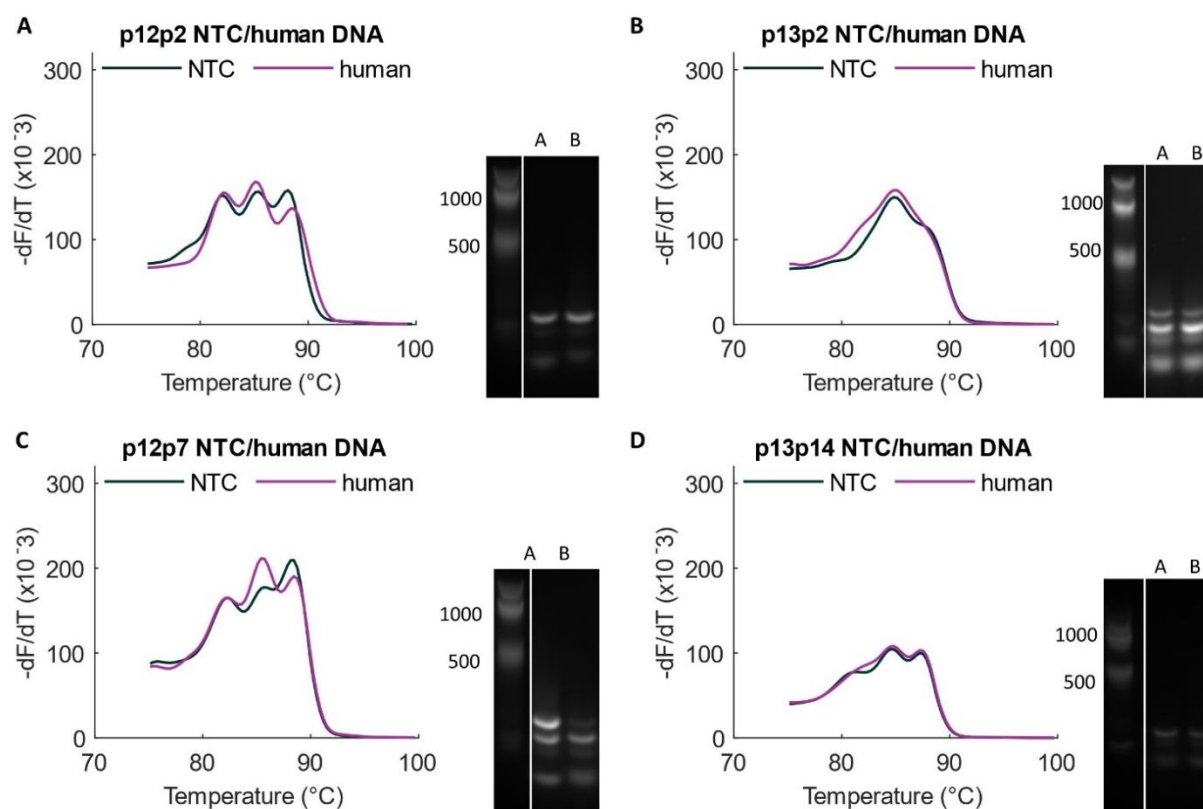 A
p12p2 NTC/human DNA
NTC human
300
200
100
0
-dF/dT (x10⁻3)
70 80 90 100
Temperature (°C)
A B
1000
500
B
p13p2 NTC/human DNA
NTC human
300
200
100
0
-dF/dT (x10⁻3)
70 80 90 100
Temperature (°C)
A B
1000
500
C
p12p7 NTC/human DNA
NTC human
300
200
100
0
-dF/dT (x10⁻3)
70 80 90 100
Temperature (°C)
A B
1000
500
D
p13p14 NTC/human DNA
NTC human
300
200
100
0
-dF/dT (x10⁻3)
70 80 90 100
Temperature (°C)
A B
1000
500